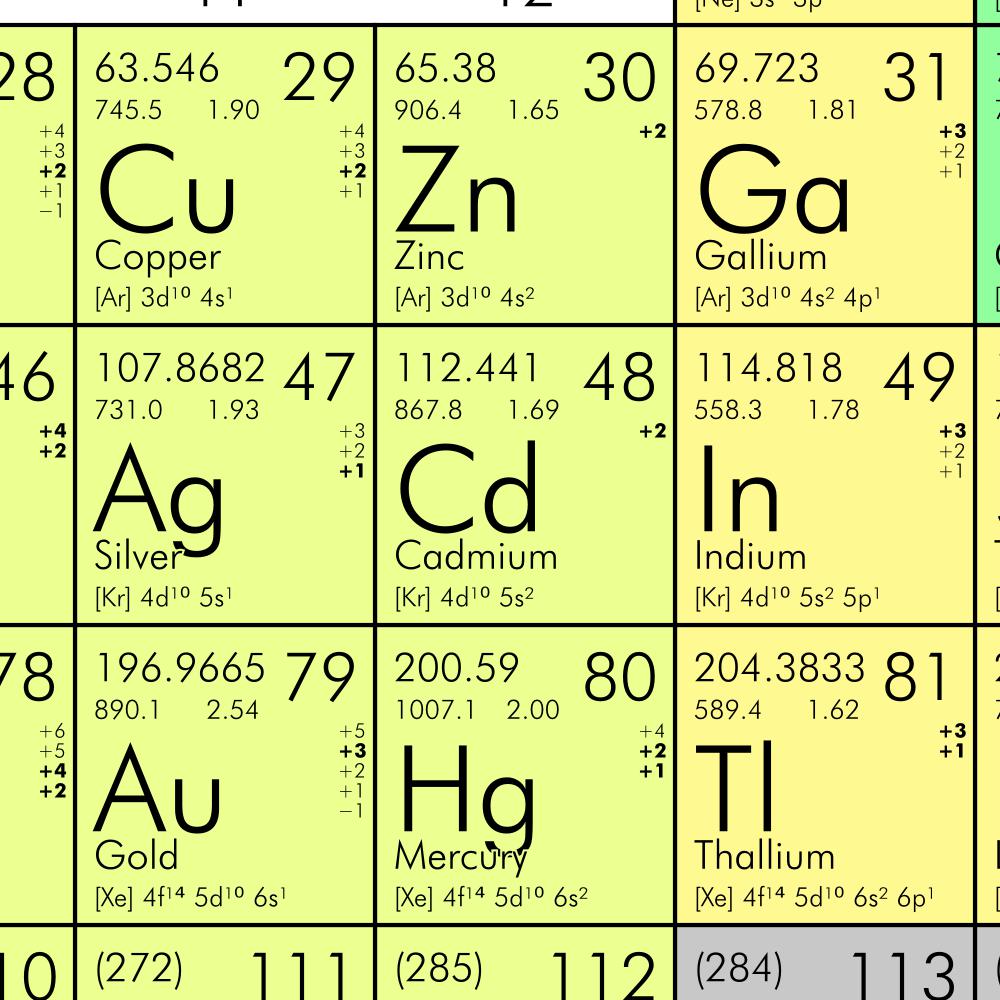 [Ne] 3s² 3p¹
28
+4
+3
+2
+1
−1
63.546 29
745.5 1.90
+4
+3
+2
+1
Cu
Copper
[Ar] 3d¹⁰ 4s¹
65.38 30
906.4 1.65
+2
Zn
Zinc
[Ar] 3d¹⁰ 4s²
69.723 31
578.8 1.81
+3
+2
+1
Ga
Gallium
[Ar] 3d¹⁰ 4s² 4p¹
46
+4
+2
107.8682 47
731.0 1.93
+3
+2
+1
Ag
Silver
[Kr] 4d¹⁰ 5s¹
112.441 48
867.8 1.69
+2
Cd
Cadmium
[Kr] 4d¹⁰ 5s²
114.818 49
558.3 1.78
+3
+2
+1
In
Indium
[Kr] 4d¹⁰ 5s² 5p¹
78
+6
+5
+4
+2
196.9665 79
890.1 2.54
+5
+3
+2
+1
−1
Au
Gold
[Xe] 4f¹⁴ 5d¹⁰ 6s¹
200.59 80
1007.1 2.00
+4
+2
+1
Hg
Mercury
[Xe] 4f¹⁴ 5d¹⁰ 6s²
204.3833 81
589.4 1.62
+3
+1
Tl
Thallium
[Xe] 4f¹⁴ 5d¹⁰ 6s² 6p¹
10
(272) 111
(285) 112
(284) 113